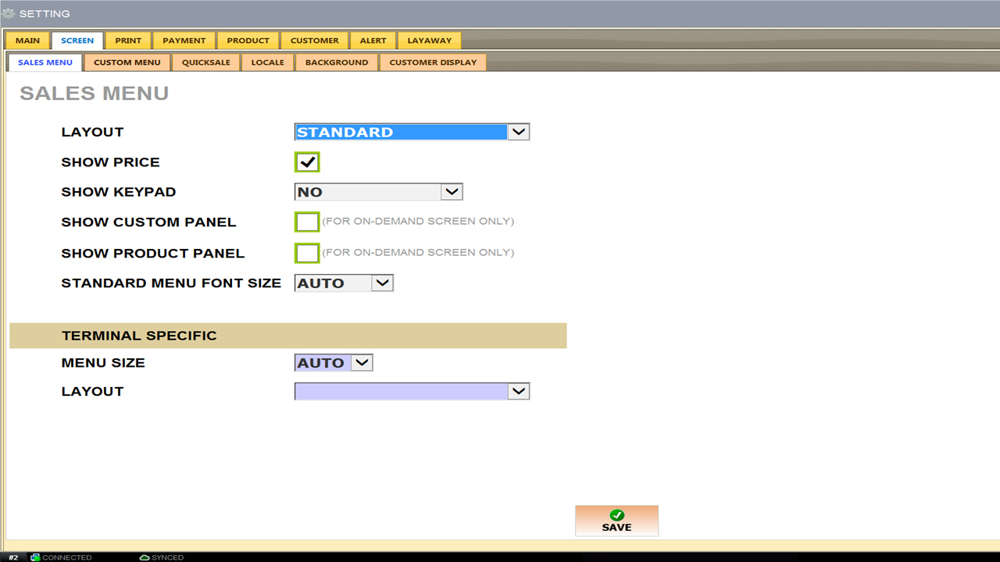 SETTING
MAIN SCREEN PRINT PAYMENT PRODUCT CUSTOMER ALERT LAYAWAY
SALES MENU CUSTOM MENU QUICKSALE LOCALE BACKGROUND CUSTOMER DISPLAY
SALES MENU
LAYOUT STANDARD
SHOW PRICE
SHOW KEYPAD NO
SHOW CUSTOM PANEL (FOR ON-DEMAND SCREEN ONLY)
SHOW PRODUCT PANEL (FOR ON-DEMAND SCREEN ONLY)
STANDARD MENU FONT SIZE AUTO
TERMINAL SPECIFIC
MENU SIZE AUTO
LAYOUT
SAVE
#2 CONNECTED SYNCED